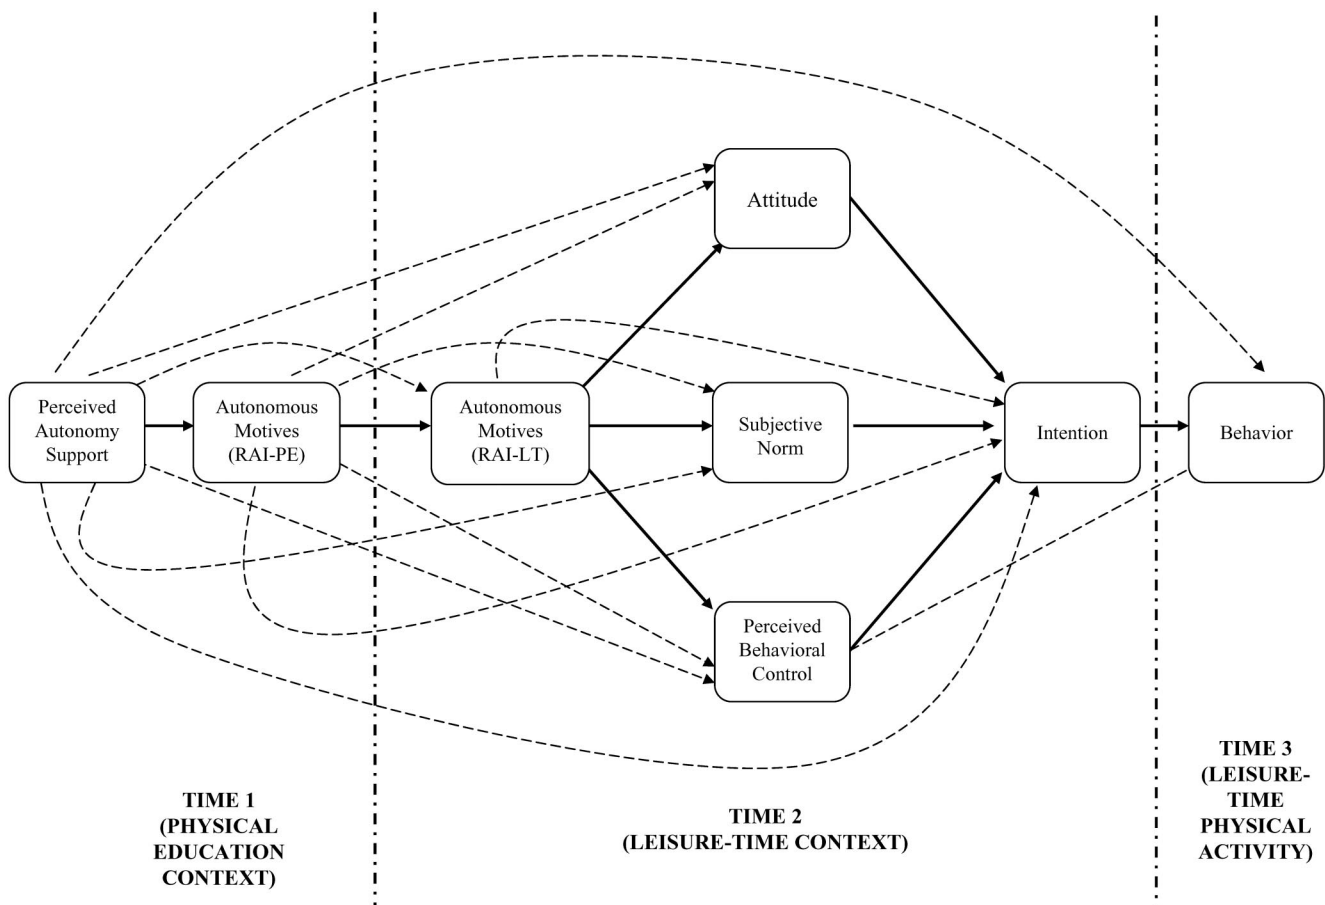 Attitude
Perceived
Autonomy
Support
Autonomous
Motives
(RAI-PE)
Autonomous
Motives
(RAI-LT)
Subjective
Norm
Intention
Behavior
Perceived
Behavioral
Control
TIME 1
(PHYSICAL
EDUCATION
CONTEXT)
TIME 2
(LEISURE-TIME CONTEXT)
TIME 3
(LEISURE-
TIME
PHYSICAL
ACTIVITY)